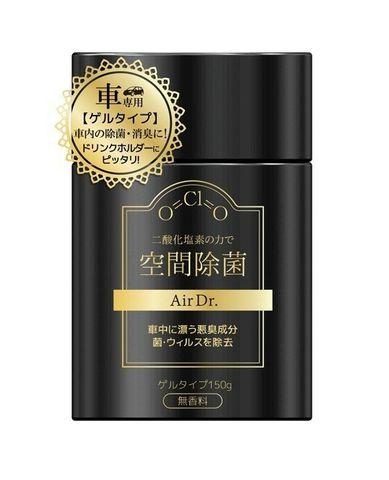 車専用
【ゲルタイプ】
車内の除菌・消臭に!
ドリンクホルダーに
ピッタリ!
O=Cl=O
二酸化塩素の力で
空間除菌
Air Dr.
車中に漂う悪臭成分
菌・ウィルスを除去
ゲルタイプ150g
無香料